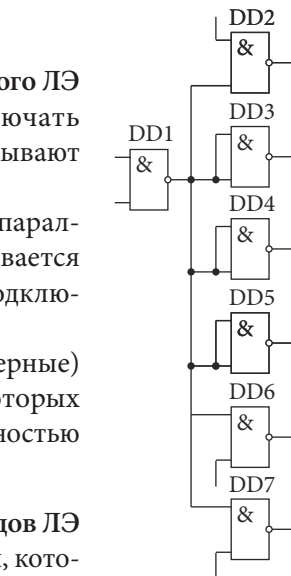 ого ЛЭ
ючать
ывают
парал-
вается
одклю-
ерные)
оторых
ностью
дов ЛЭ
, кото-
DD1
&
DD2
&
DD3
&
DD4
&
DD5
&
DD6
&
DD7
&